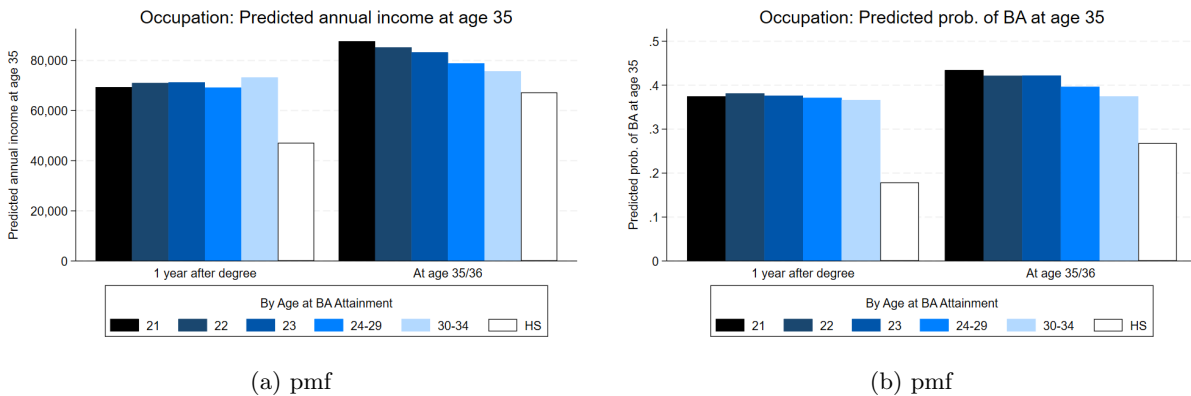 Occupation: Predicted annual income at age 35
Predicted annual income at age 35
80,000
60,000
40,000
20,000
0
1 year after degree
At age 35/36
By Age at BA Attainment
21 22 23 24-29 30-34 HS
(a) pmf
Occupation: Predicted prob. of BA at age 35
Predicted prob. of BA at age 35
.5
.4
.3
.2
.1
0
1 year after degree
At age 35/36
By Age at BA Attainment
21 22 23 24-29 30-34 HS
(b) pmf